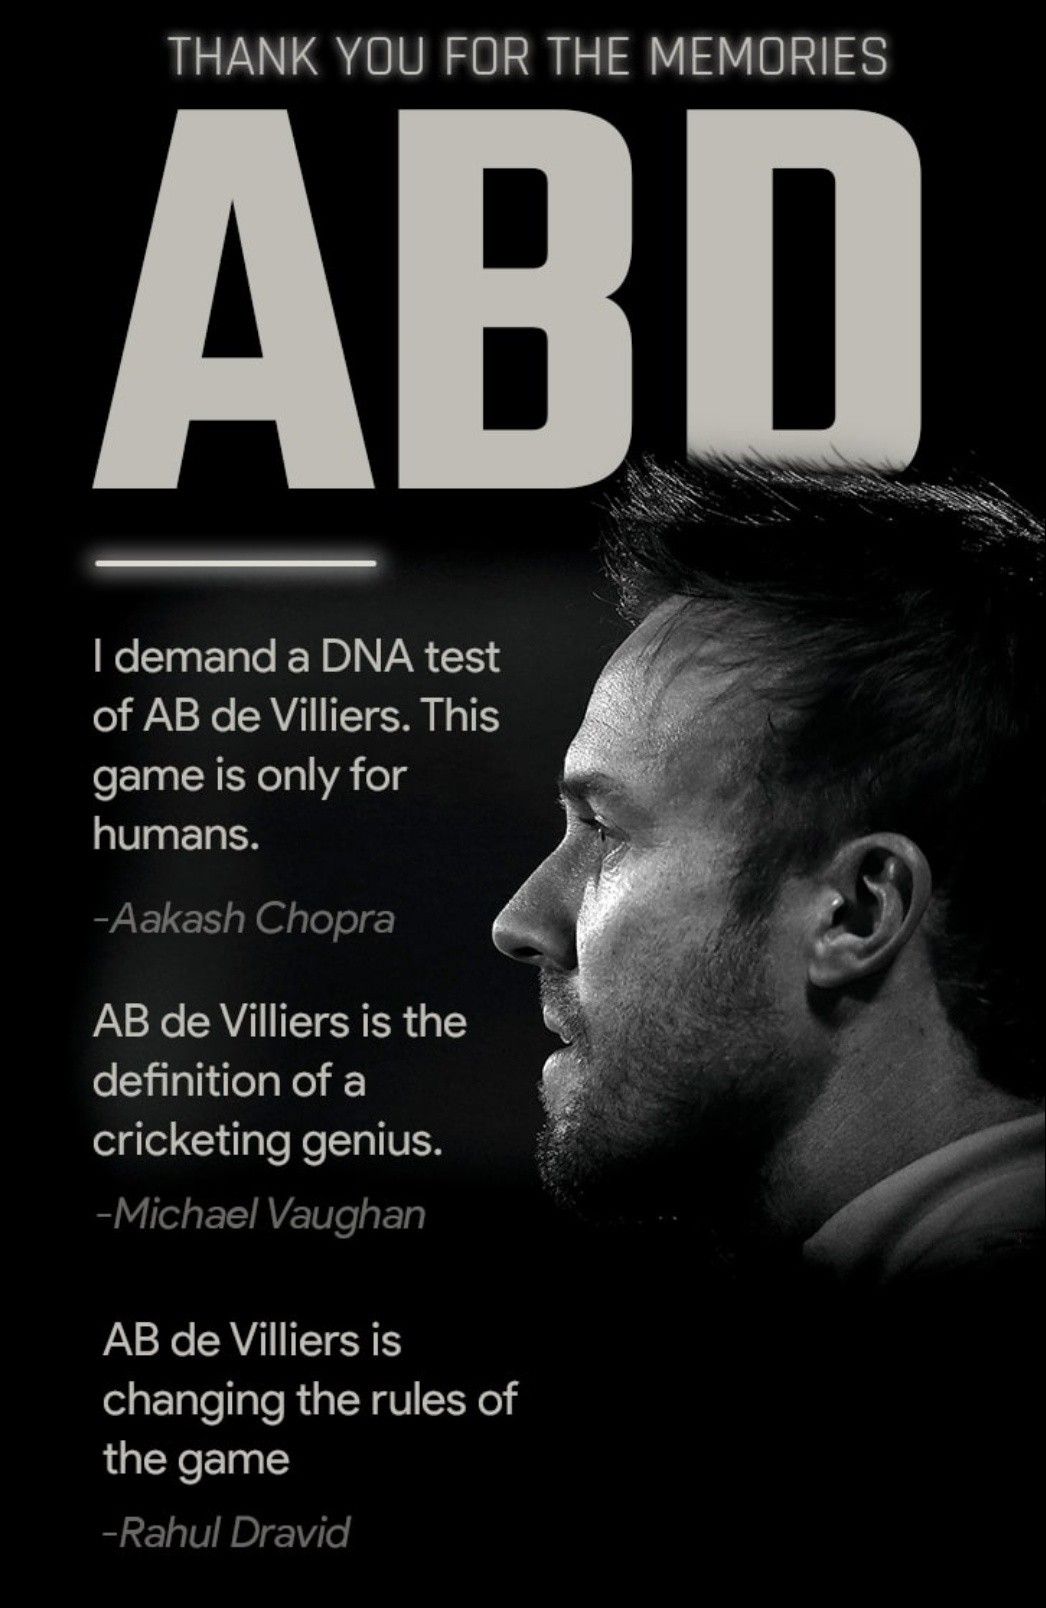 THANK YOU FOR THE MEMORIES
ABD
I demand a DNA test
of AB de Villiers. This
game is only for
humans.
-Aakash Chopra
AB de Villiers is the
definition of a
cricketing genius.
-Michael Vaughan
AB de Villiers is
changing the rules of
the game
-Rahul Dravid